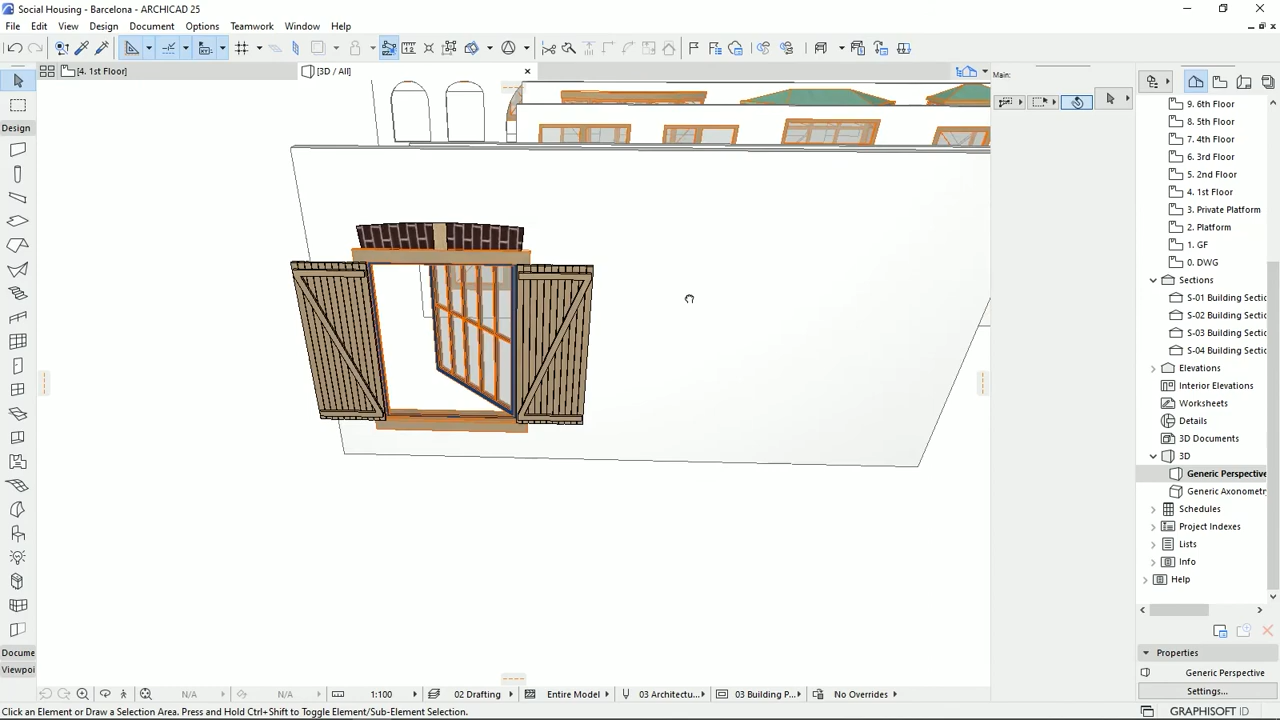 Social Housing - Barcelona - ARCHICAD 25
File Edit View Design Document Options Teamwork Window Help
[4. 1st Floor]
[3D / All]
Main:
Design
9. 6th Floor
8. 5th Floor
7. 4th Floor
6. 3rd Floor
5. 2nd Floor
4. 1st Floor
3. Private Platform
2. Platform
1. GF
0. DWG
Sections
S-01 Building Sectio
S-02 Building Sectio
S-03 Building Sectio
S-04 Building Sectio
Elevations
Interior Elevations
Worksheets
Details
3D Documents
3D
Generic Perspective
Generic Axonometr
Schedules
Project Indexes
Lists
Info
Help
Docume
Viewpoi
Properties
Generic Perspective
Settings...
N/A N/A 1:100 02 Drafting Entire Model 03 Architectu... 03 Building P... No Overrides
Click an Element or Draw a Selection Area. Press and Hold Ctrl+Shift to Toggle Element/Sub-Element Selection.
GRAPHISOFT ID